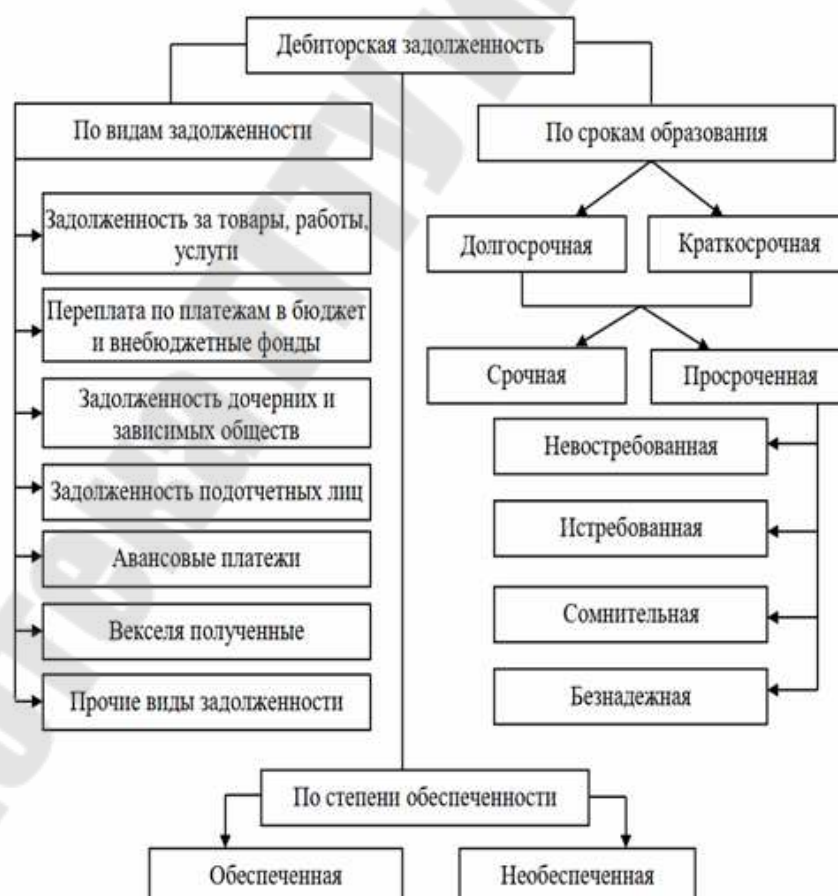 Дебиторская задолженность
По видам задолженности
Задолженность за товары, работы,
услуги
Переплата по платежам в бюджет
и внебюджетные фонды
Задолженность дочерних и
зависимых обществ
Задолженность подотчетных лиц
Авансовые платежи
Векселя полученные
Прочие виды задолженности
По срокам образования
Долгосрочная
Краткосрочная
Срочная
Просроченная
Невостребованная
Истребованная
Сомнительная
Безнадежная
По степени обеспеченности
Обеспеченная
Необеспеченная